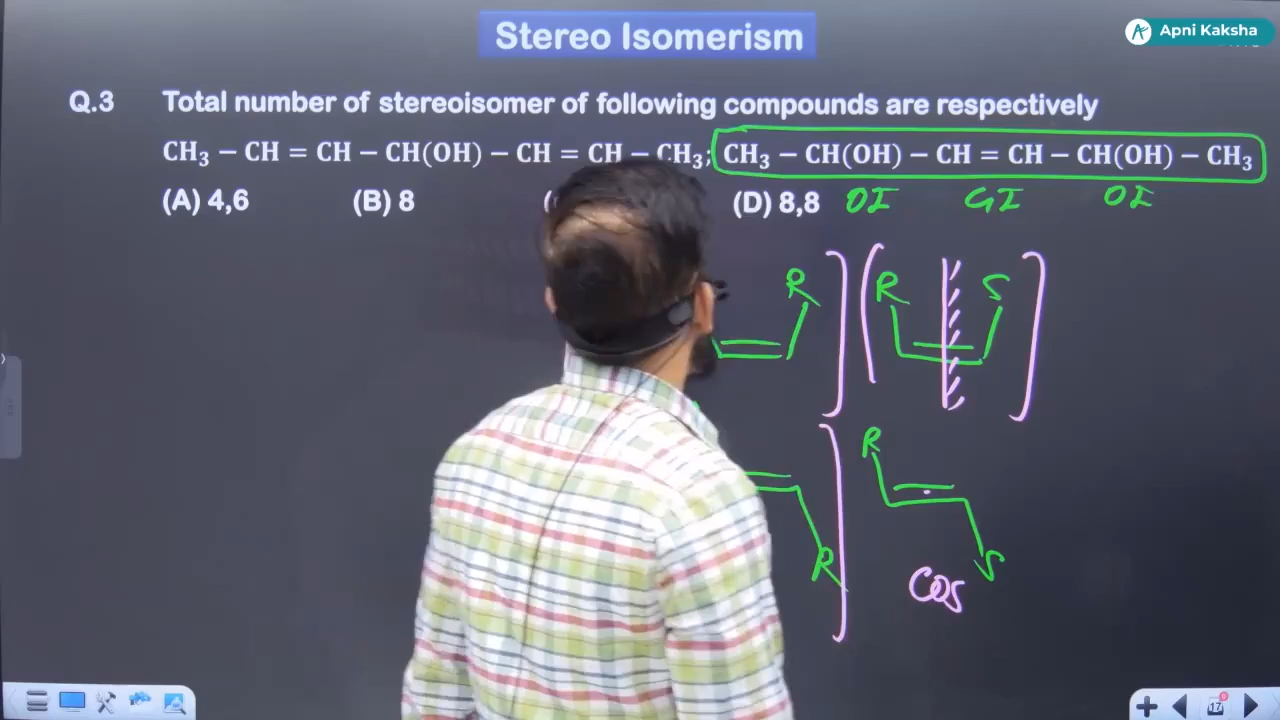 Stereo Isomerism
Apni Kaksha
Q.3 Total number of stereoisomer of following compounds are respectively
CH₃ − CH = CH − CH(OH) − CH = CH − CH₃; CH₃ − CH(OH) − CH = CH − CH(OH) − CH₃
(A) 4,6 (B) 8 (D) 8,8
OI GI OI
R R S
R
R S
COS
17